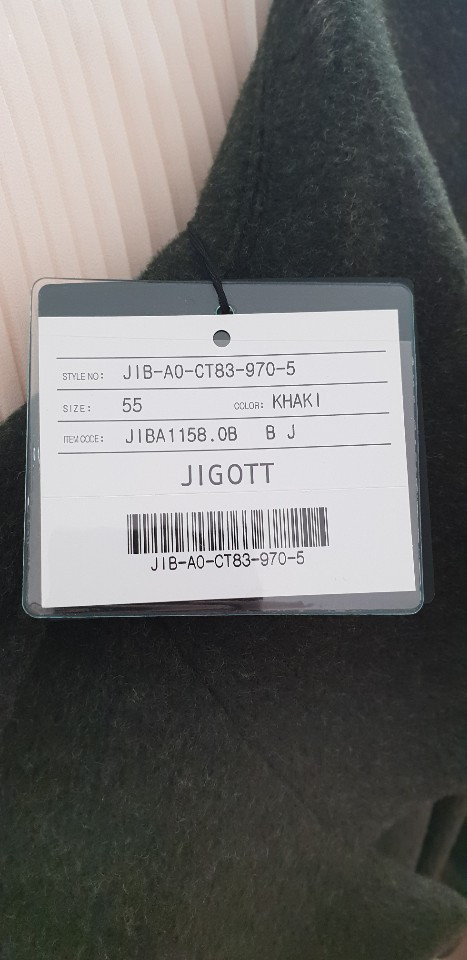 STYLE NO: JIB-A0-CT83-970-5
SIZE: 55 COLOR: KHAKI
ITEM CODE: JIBA1158.0B B J
JIGOTT
JIB-A0-CT83-970-5